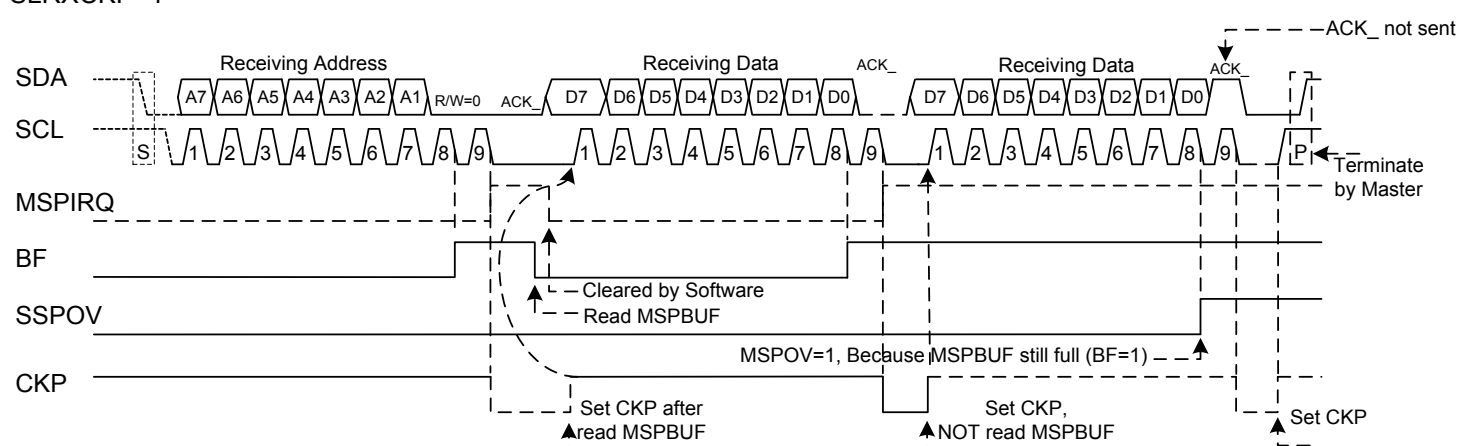 ACK_ not sent
Receiving Address
Receiving Data
ACK_
Receiving Data
ACK_
SDA
A7 A6 A5 A4 A3 A2 A1 R/W=0 ACK_ D7 D6 D5 D4 D3 D2 D1 D0 D7 D6 D5 D4 D3 D2 D1 D0
SCL
S 1 2 3 4 5 6 7 8 9 1 2 3 4 5 6 7 8 9 1 2 3 4 5 6 7 8 9 P
Terminate
by Master
MSPIRQ
BF
Cleared by Software
Read MSPBUF
SSPOV
MSPOV=1, Because MSPBUF still full (BF=1)
CKP
Set CKP after
read MSPBUF
Set CKP,
NOT read MSPBUF
Set CKP